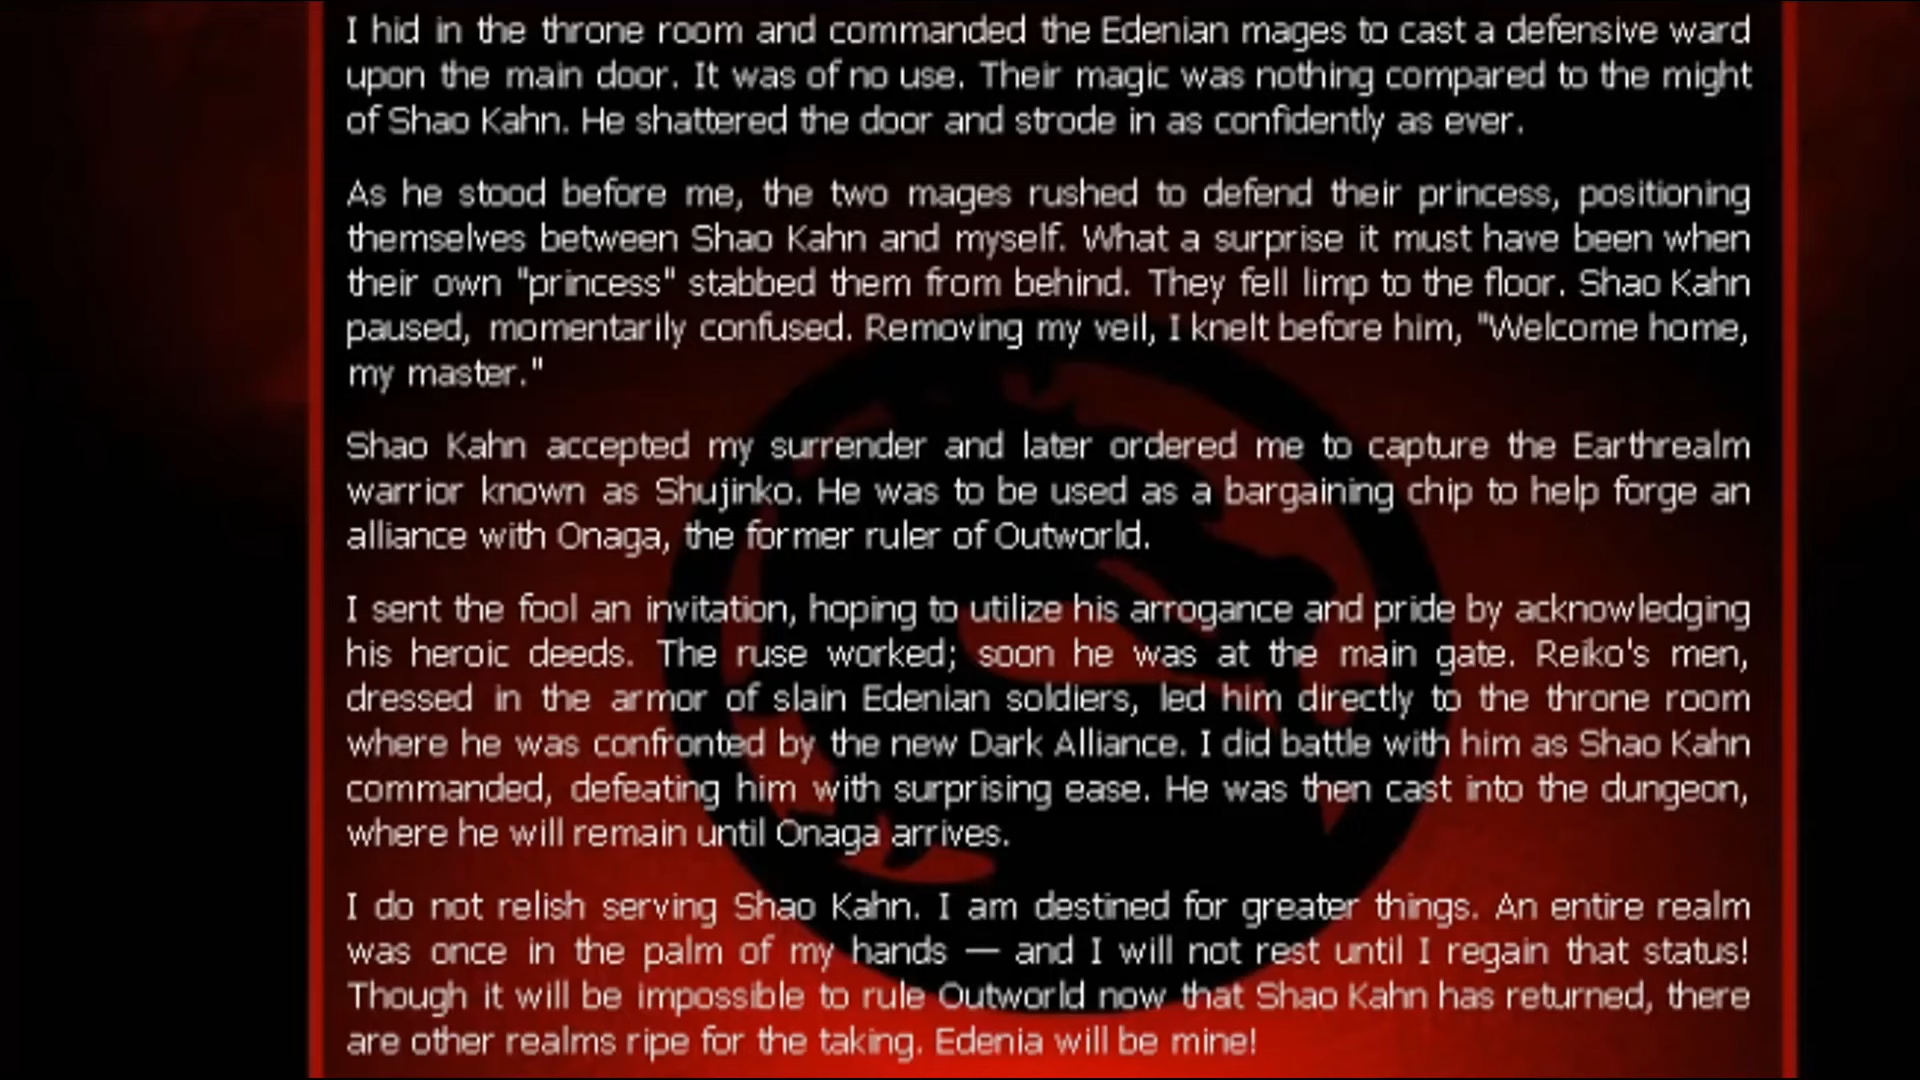 I hid in the throne room and commanded the Edenian mages to cast a defensive ward
upon the main door. It was of no use. Their magic was nothing compared to the might
of Shao Kahn. He shattered the door and strode in as confidently as ever.
As he stood before me, the two mages rushed to defend their princess, positioning
themselves between Shao Kahn and myself. What a surprise it must have been when
their own "princess" stabbed them from behind. They fell limp to the floor. Shao Kahn
paused, momentarily confused. Removing my veil, I knelt before him, "Welcome home,
my master."
Shao Kahn accepted my surrender and later ordered me to capture the Earthrealm
warrior known as Shujinko. He was to be used as a bargaining chip to help forge an
alliance with Onaga, the former ruler of Outworld.
I sent the fool an invitation, hoping to utilize his arrogance and pride by acknowledging
his heroic deeds. The ruse worked; soon he was at the main gate. Reiko's men,
dressed in the armor of slain Edenian soldiers, led him directly to the throne room
where he was confronted by the new Dark Alliance. I did battle with him as Shao Kahn
commanded, defeating him with surprising ease. He was then cast into the dungeon,
where he will remain until Onaga arrives.
I do not relish serving Shao Kahn. I am destined for greater things. An entire realm
was once in the palm of my hands — and I will not rest until I regain that status!
Though it will be impossible to rule Outworld now that Shao Kahn has returned, there
are other realms ripe for the taking. Edenia will be mine!